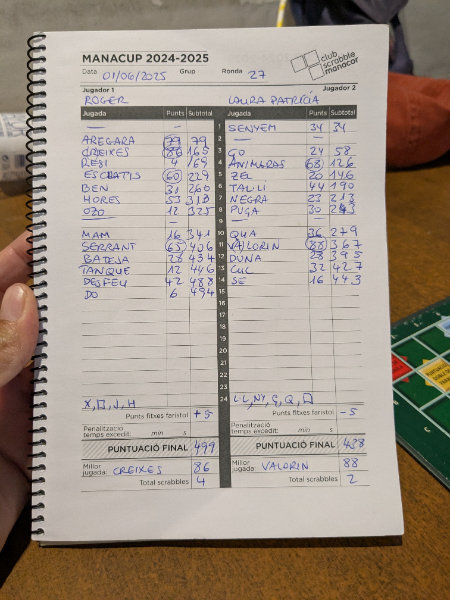 MANACUP 2024-2025
club scrabble manacor
Data 01/06/2025 Grup Ronda 27
Jugador 1 Jugador 2
ROGER LAURA PATRICIA
Jugada Punts Subtotal Jugada Punts Subtotal
— — 1 SENYEM 34 34
AREGARA 79 79 2 — —
CREIXES 86 165 3 GO 24 58
REBI 4 169 4 ANIMERAS 68 126
ESCRATIS 60 229 5 ZEL 20 146
BEN 31 260 6 TALLI 44 190
HORES 53 313 7 NEGRA 23 213
OZO 12 325 8 PUGA 30 243
— — 9 —
MAM 16 341 10 QUA 36 279
SERRANT 65 406 11 VALORIN 88 367
BATEJA 28 434 12 DUNA 28 395
TANQUE 12 446 13 CUC 32 427
DESFEU 42 488 14 SE 16 443
DO 6 494 15
16
17
18
19
20
21
22
23
24
Punts fitxes faristol +5 Punts fitxes faristol -5
Penalització temps excedit: min s Penalització temps excedit: min s
PUNTUACIÓ FINAL 499 PUNTUACIÓ FINAL 438
Millor jugada: CREIXES 86 Millor jugada: VALORIN 88
Total scrabbles 4 Total scrabbles 2